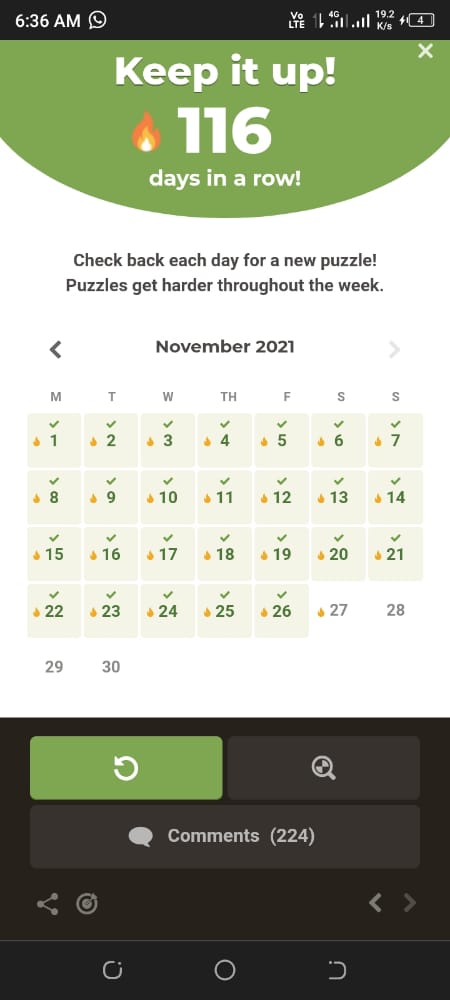 6:36 AM
Vo LTE 4G 19.2 K/s 4
Keep it up!
116
days in a row!
Check back each day for a new puzzle!
Puzzles get harder throughout the week.
November 2021
M T W TH F S S
1 2 3 4 5 6 7
8 9 10 11 12 13 14
15 16 17 18 19 20 21
22 23 24 25 26 27 28
29 30
Comments (224)